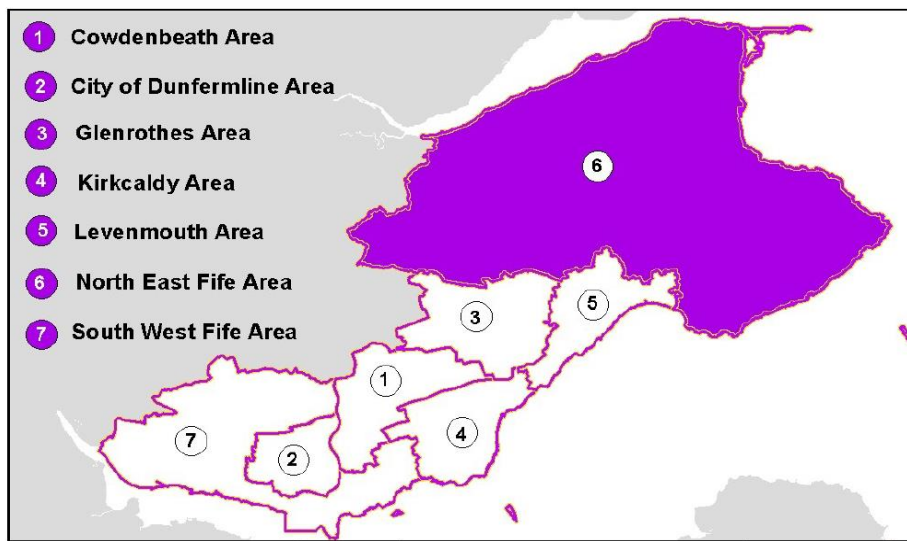 1 Cowdenbeath Area
2 City of Dunfermline Area
3 Glenrothes Area
4 Kirkcaldy Area
5 Levenmouth Area
6 North East Fife Area
7 South West Fife Area
6
5
3
1
4
7
2